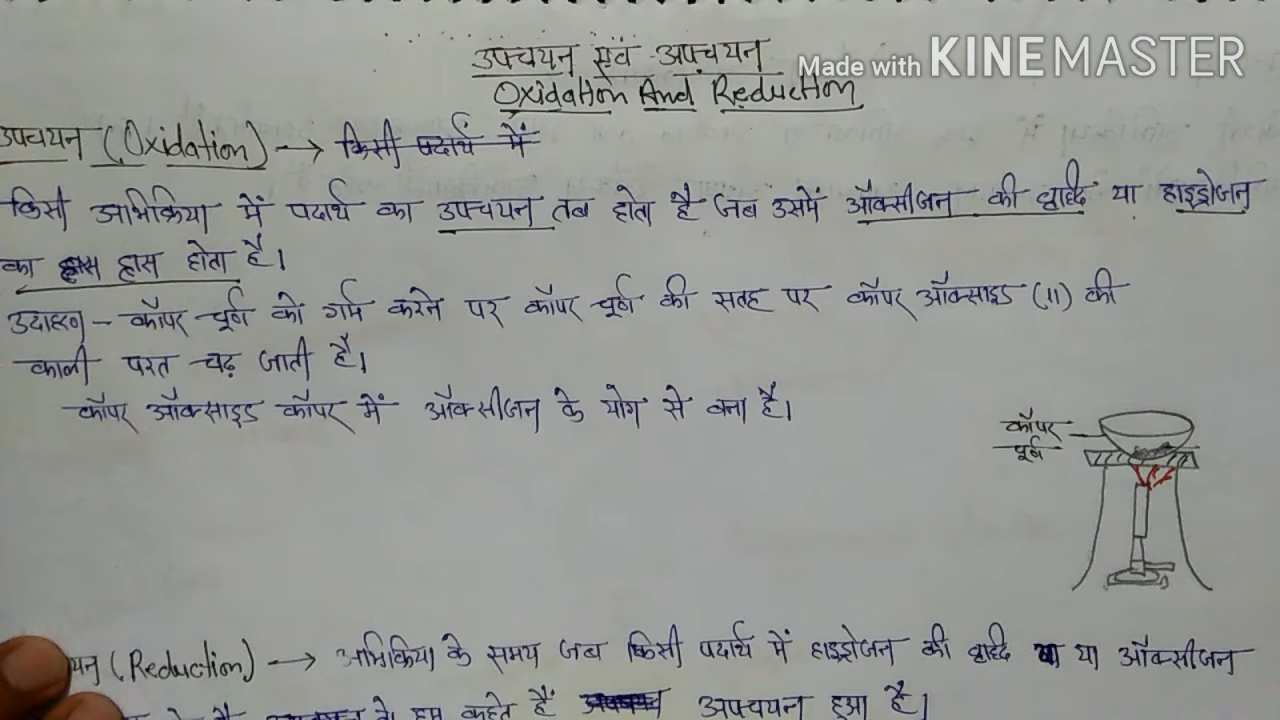 Made with KINEMASTER
उपचयन एवं अपचयन
Oxidation And Reduction
उपचयन (Oxidation) → किसी पदार्थ में
किसी अभिक्रिया में पदार्थ का उपचयन तब होता है जब उसमें ऑक्सीजन की वृद्धि या हाइड्रोजन
का ह्रास होता है।
उदाहरण - कॉपर चूर्ण को गर्म करने पर कॉपर चूर्ण की सतह पर कॉपर ऑक्साइड (II) की
काली परत चढ़ जाती है।
कॉपर ऑक्साइड कॉपर में ऑक्सीजन के योग से बना है।
कॉपर
चूर्ण
यन (Reduction) → अभिक्रिया के समय जब किसी पदार्थ में हाइड्रोजन की वृद्धि या ऑक्सीजन
हम कहते हैं अपचयन हुआ है।